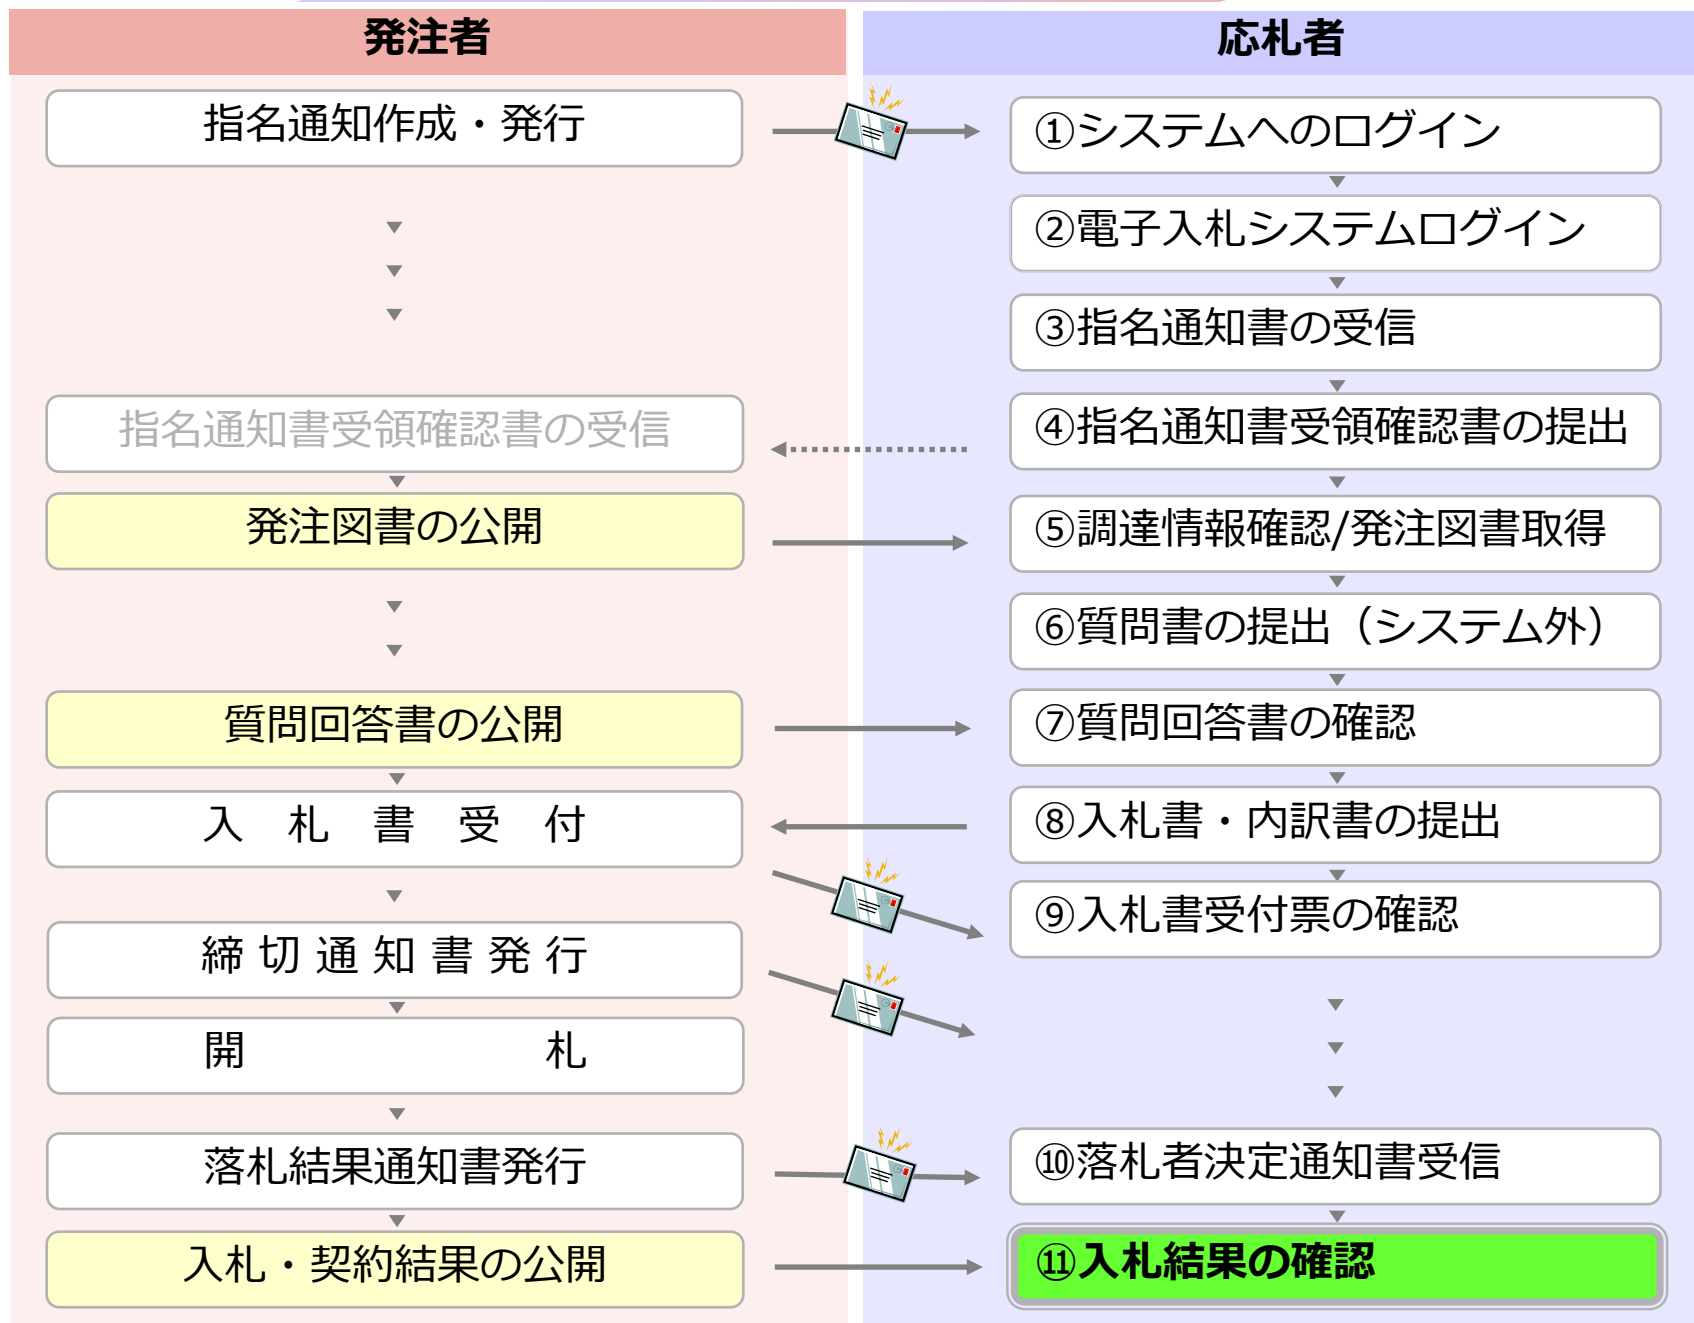 発注者
指名通知作成・発行
指名通知書受領確認書の受信
発注図書の公開
質問回答書の公開
入　札　書　受　付
締 切 通 知 書 発 行
開　　　　　　　札
落札結果通知書発行
入札・契約結果の公開
応札者
①システムへのログイン
②電子入札システムログイン
③指名通知書の受信
④指名通知書受領確認書の提出
⑤調達情報確認/発注図書取得
⑥質問書の提出（システム外）
⑦質問回答書の確認
⑧入札書・内訳書の提出
⑨入札書受付票の確認
⑩落札者決定通知書受信
⑪入札結果の確認